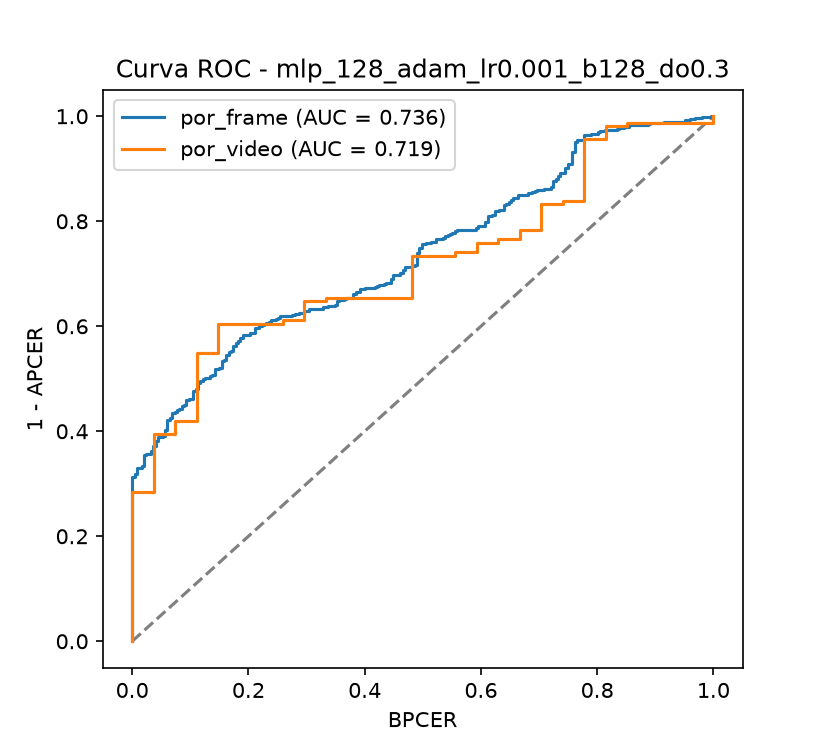 Curva ROC - mlp_128_adam_lr0.001_b128_do0.3
por_frame (AUC = 0.736)
por_video (AUC = 0.719)
1.0
0.8
0.6
0.4
0.2
0.0
1 - APCER
0.0 0.2 0.4 0.6 0.8 1.0
BPCER